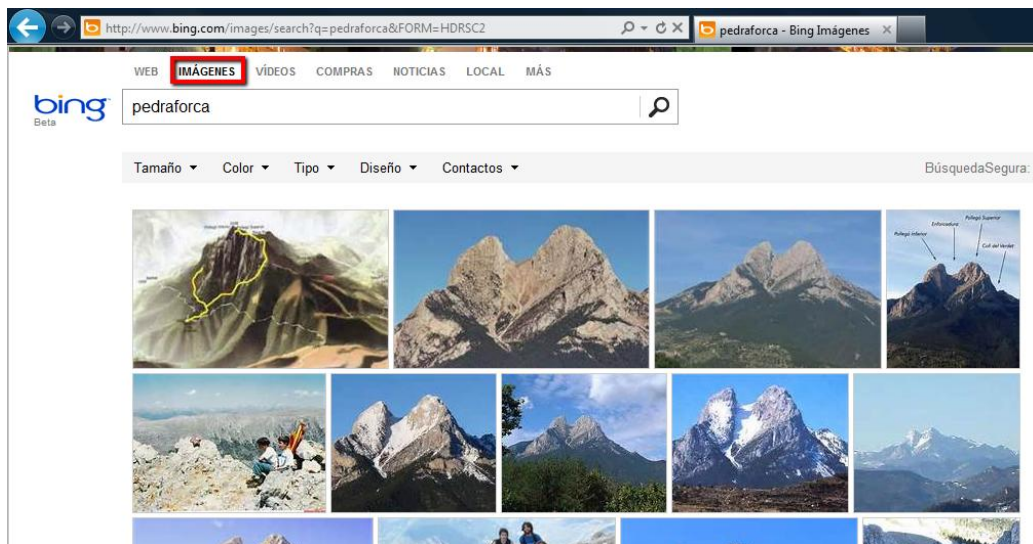 http://www.bing.com/images/search?q=pedraforca&FORM=HDRSC2
pedraforca - Bing Imágenes
WEB IMÁGENES VÍDEOS COMPRAS NOTICIAS LOCAL MÁS
bing
Beta
pedraforca
Tamaño Color Tipo Diseño Contactos BúsquedaSegura:
Pollegó Superior
Enforcadura
Pollegó Inferior
Coll del Verdet